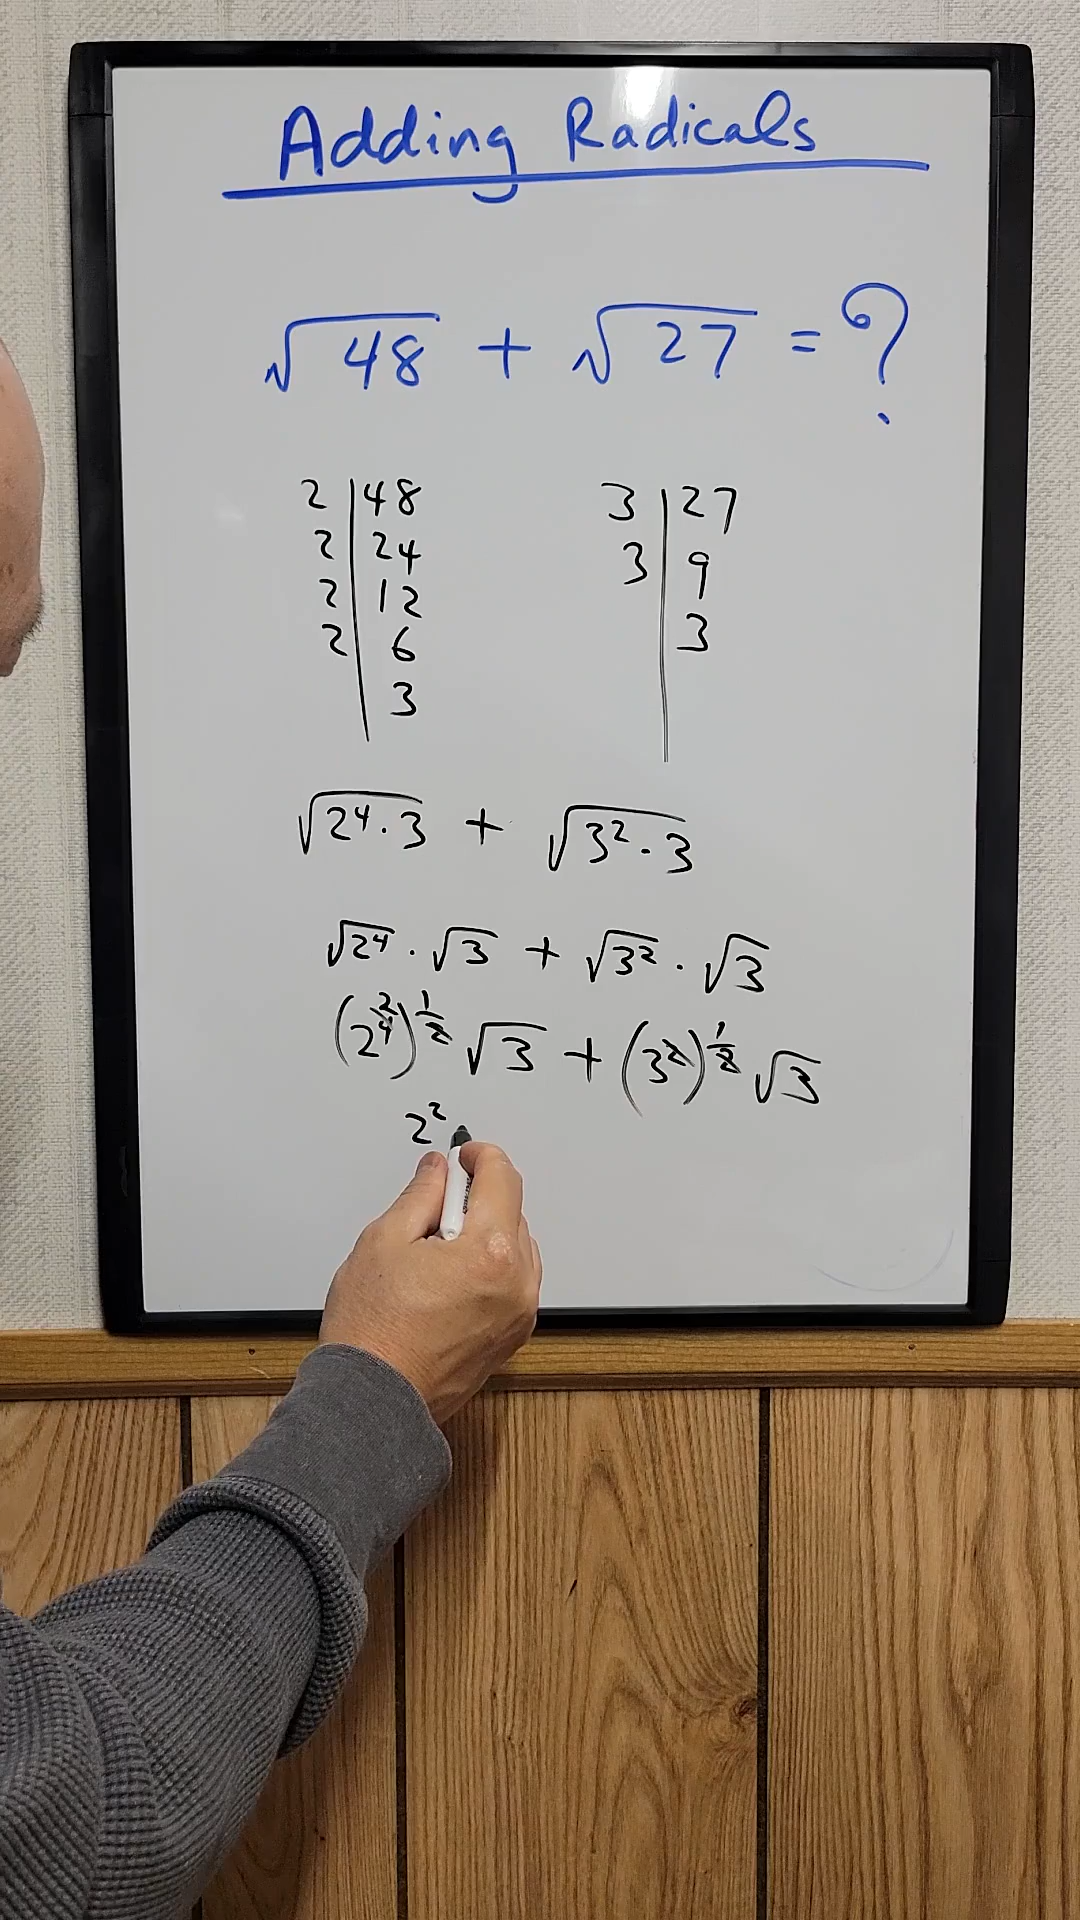 Adding Radicals
√48 + √27 = ?
2 | 48 3 | 27
2 | 24 3 | 9
2 | 12 3
2 | 6
3
√2⁴ · 3 + √3² · 3
√2⁴ · √3 + √3² · √3
(2⁴²)^1/2 √3 + (3²)^1/2 √3
2²